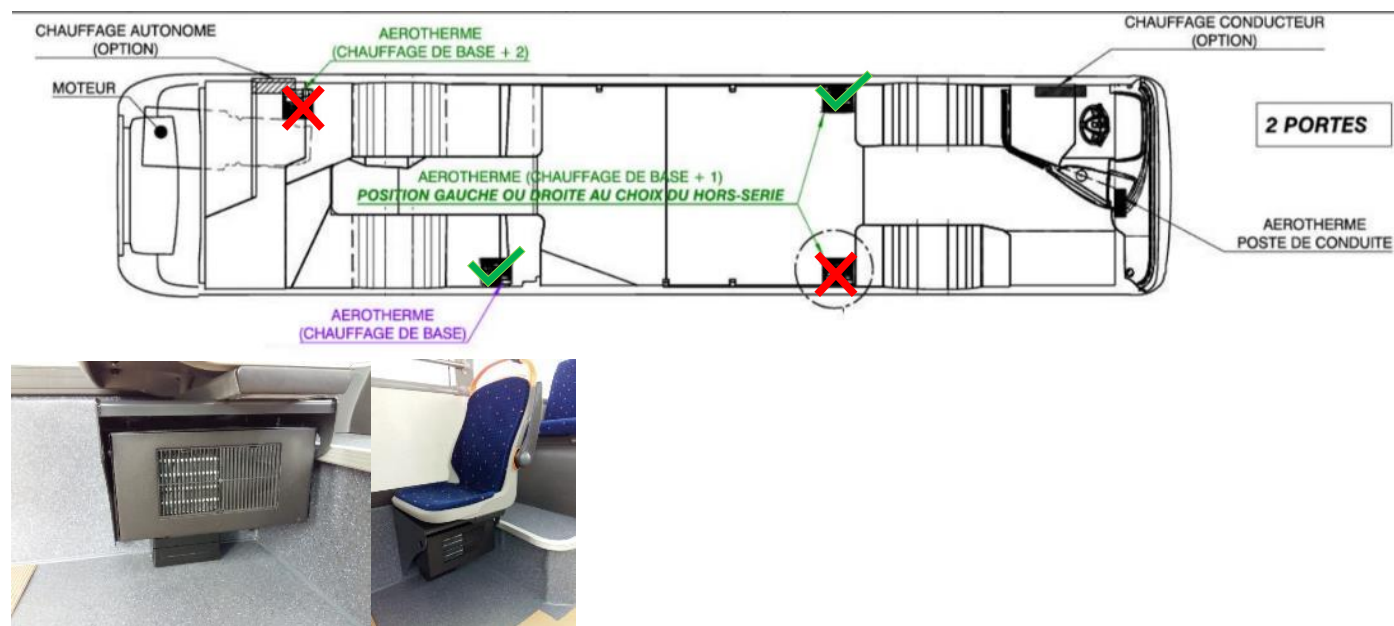 CHAUFFAGE AUTONOME
(OPTION)
AEROTHERME
(CHAUFFAGE DE BASE + 2)
CHAUFFAGE CONDUCTEUR
(OPTION)
MOTEUR
2 PORTES
AEROTHERME (CHAUFFAGE DE BASE + 1)
POSITION GAUCHE OU DROITE AU CHOIX DU HORS-SERIE
AEROTHERME
POSTE DE CONDUITE
AEROTHERME
(CHAUFFAGE DE BASE)